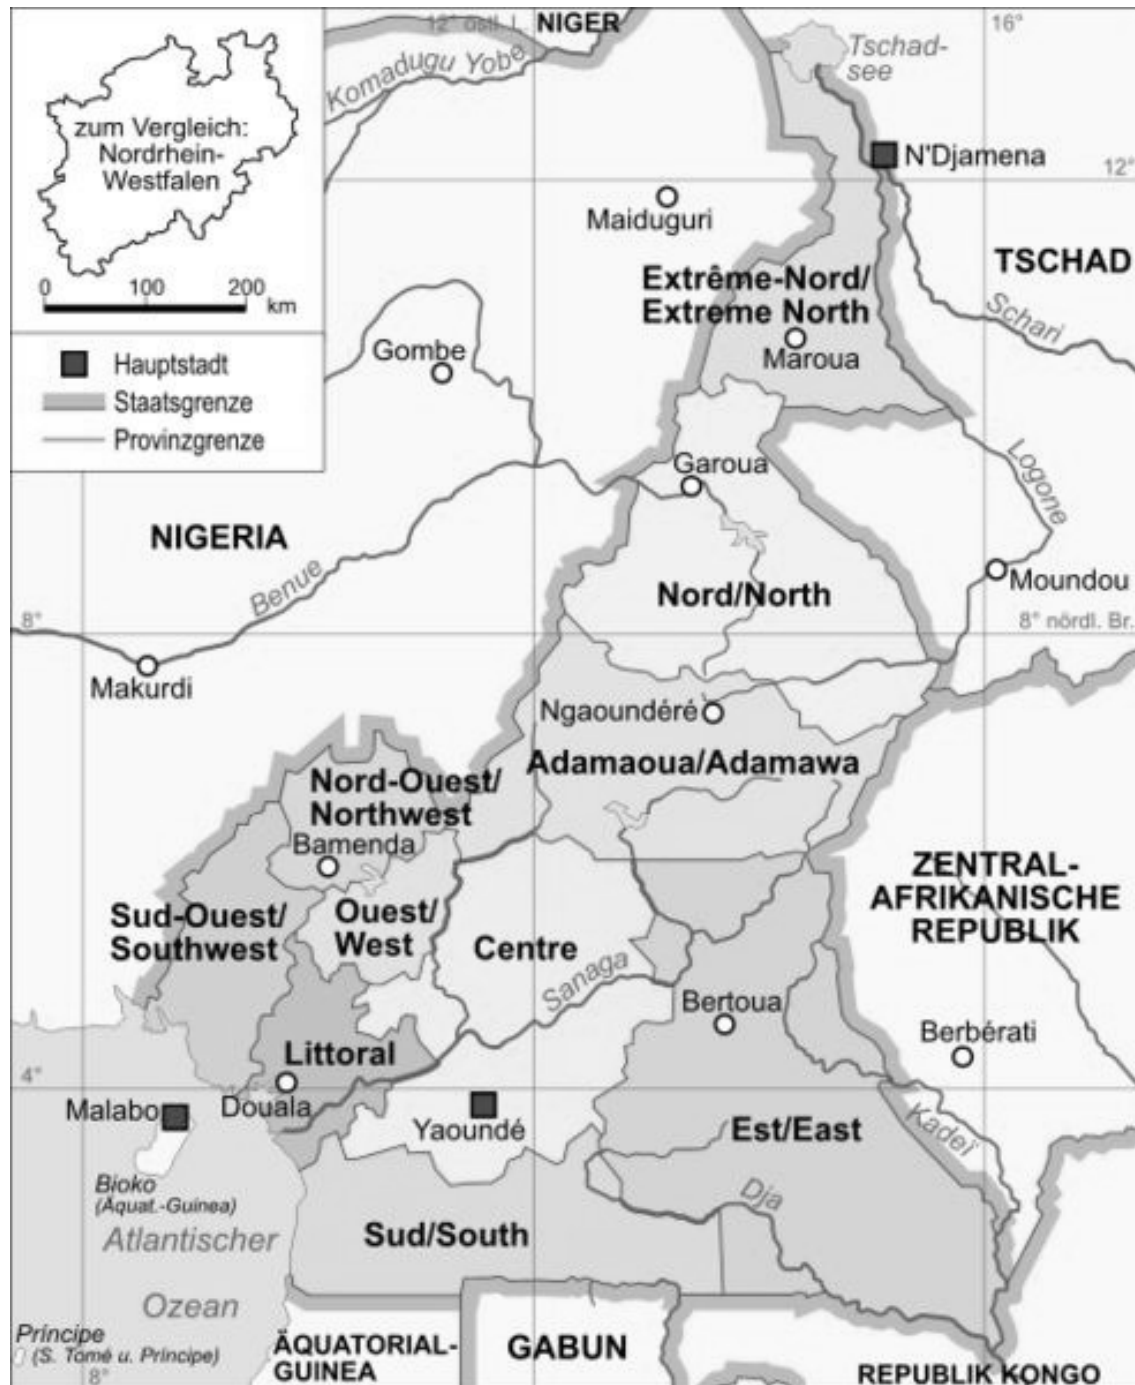 12° östl. L.
NIGER
16°
Komadugu Yobe
Tschad-
see
zum Vergleich:
Nordrhein-
Westfalen
0 100 200
km
N'Djamena
12°
Maiduguri
TSCHAD
Extrême-Nord/
Extreme North
Schari
Maroua
Gombe
Hauptstadt
Staatsgrenze
Provinzgrenze
Garoua
Logone
NIGERIA
Benue
Moundou
Nord/North
8°
8° nördl. Br.
Makurdi
Ngaoundéré
Adamaoua/Adamawa
Nord-Ouest/
Northwest
Bamenda
ZENTRAL-
AFRIKANISCHE
REPUBLIK
Sud-Ouest/
Southwest
Ouest/
West
Centre
Sanaga
Bertoua
Berbérati
Littoral
4°
Malabo
Douala
Yaoundé
Est/East
Kadeï
Bioko
(Äquat.-Guinea)
Dja
Atlantischer
Ozean
Sud/South
Príncipe
(S. Tomé u. Príncipe)
8°
ÄQUATORIAL-
GUINEA
GABUN
REPUBLIK KONGO